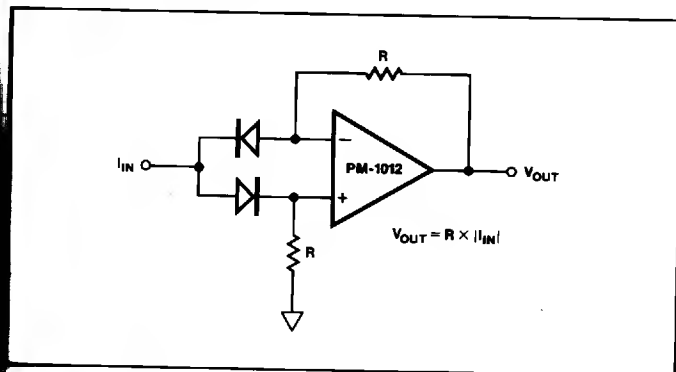 R
I_IN
−
PM-1012
+
V_OUT
V_OUT = R × |I_IN|
R